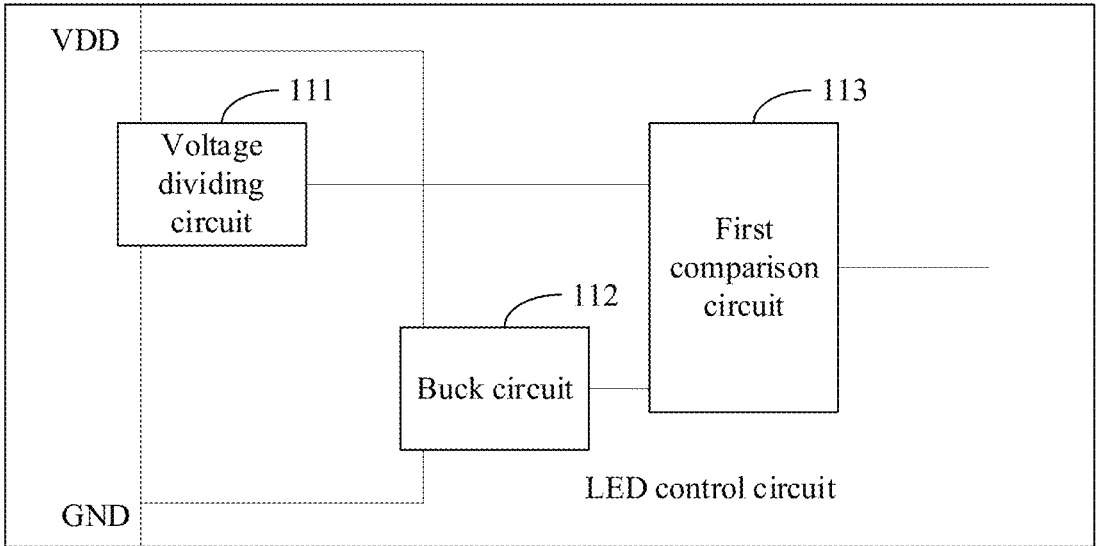 VDD
111
113
Voltage
dividing
circuit
First
comparison
circuit
112
Buck circuit
LED control circuit
GND